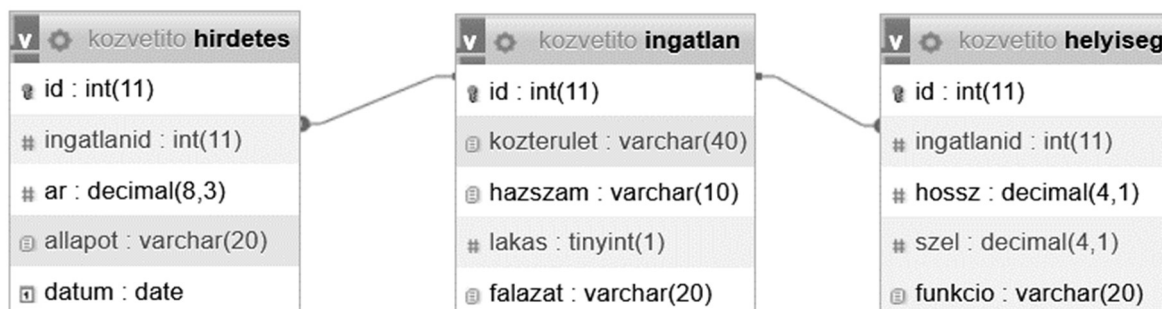 kozvetito hirdetes
id : int(11)
ingatlanid : int(11)
ar : decimal(8,3)
allapot : varchar(20)
datum : date
kozvetito ingatlan
id : int(11)
kozterulet : varchar(40)
hazszam : varchar(10)
lakas : tinyint(1)
falazat : varchar(20)
kozvetito helyiseg
id : int(11)
ingatlanid : int(11)
hossz : decimal(4,1)
szel : decimal(4,1)
funkcio : varchar(20)